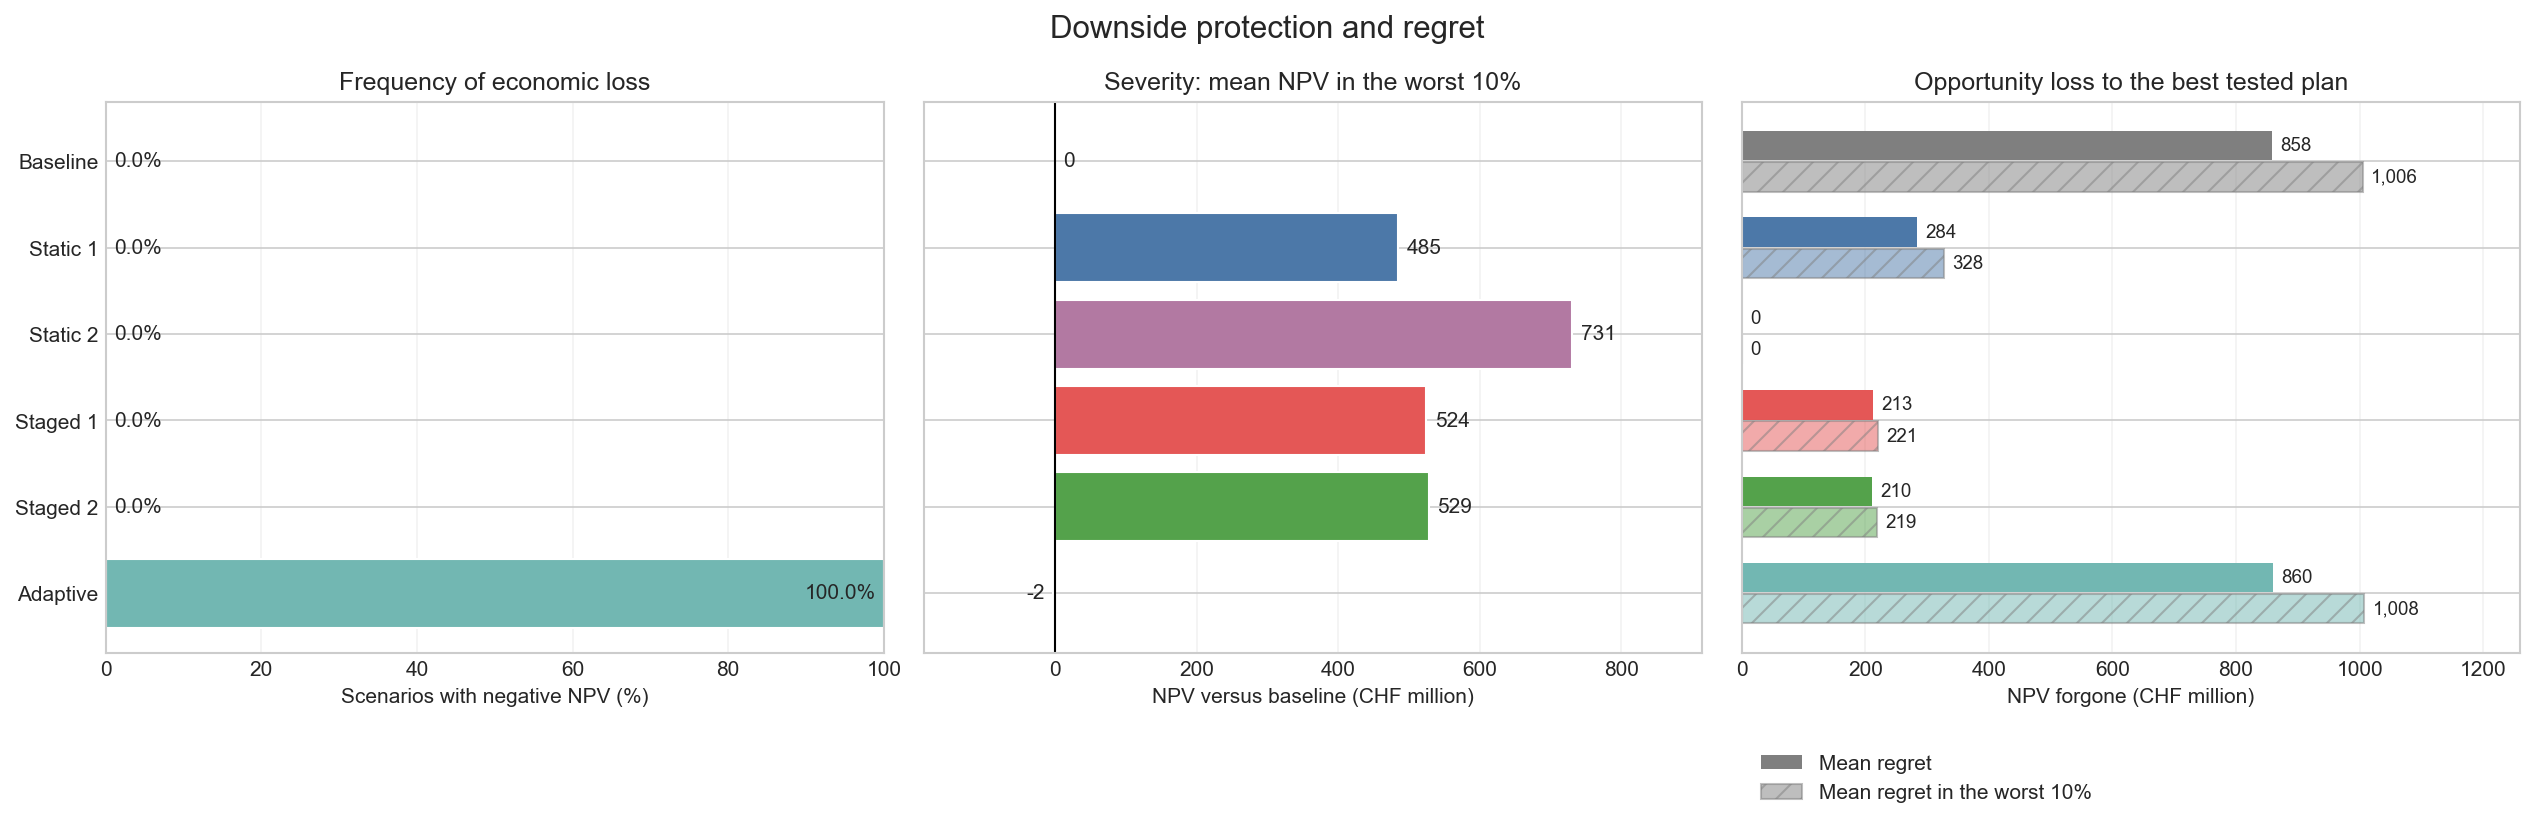 Downside protection and regret
Frequency of economic loss
Baseline
0.0%
Static 1
0.0%
Static 2
0.0%
Staged 1
0.0%
Staged 2
0.0%
Adaptive
100.0%
0 20 40 60 80 100
Scenarios with negative NPV (%)
Severity: mean NPV in the worst 10%
0
485
731
524
529
-2
0 200 400 600 800
NPV versus baseline (CHF million)
Opportunity loss to the best tested plan
858
1,006
284
328
0
0
213
221
210
219
860
1,008
0 200 400 600 800 1000 1200
NPV forgone (CHF million)
Mean regret
Mean regret in the worst 10%